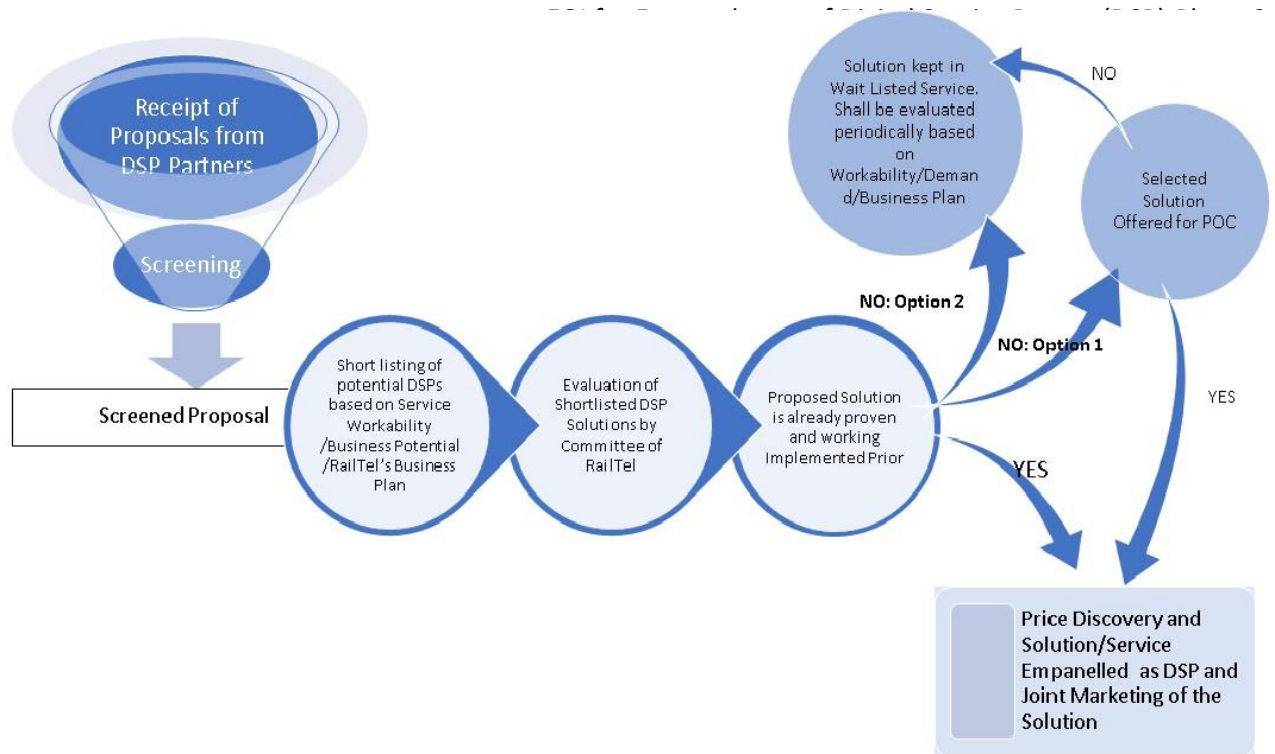 Receipt of
Proposals from
DSP Partners
Screening
Screened Proposal
Short listing of
potential DSPs
based on Service
Workability
/Business Potential
/RailTel's Business
Plan
Evaluation of
Shortlisted DSP
Solutions by
Committee of
RailTel
Proposed Solution
is already proven
and working
Implemented Prior
NO: Option 2
NO: Option 1
YES
Solution kept in
Wait Listed Service.
Shall be evaluated
periodically based
on
Workability/Deman
d/Business Plan
NO
Selected
Solution
Offered for POC
YES
Price Discovery and
Solution/Service
Empanelled as DSP and
Joint Marketing of the
Solution